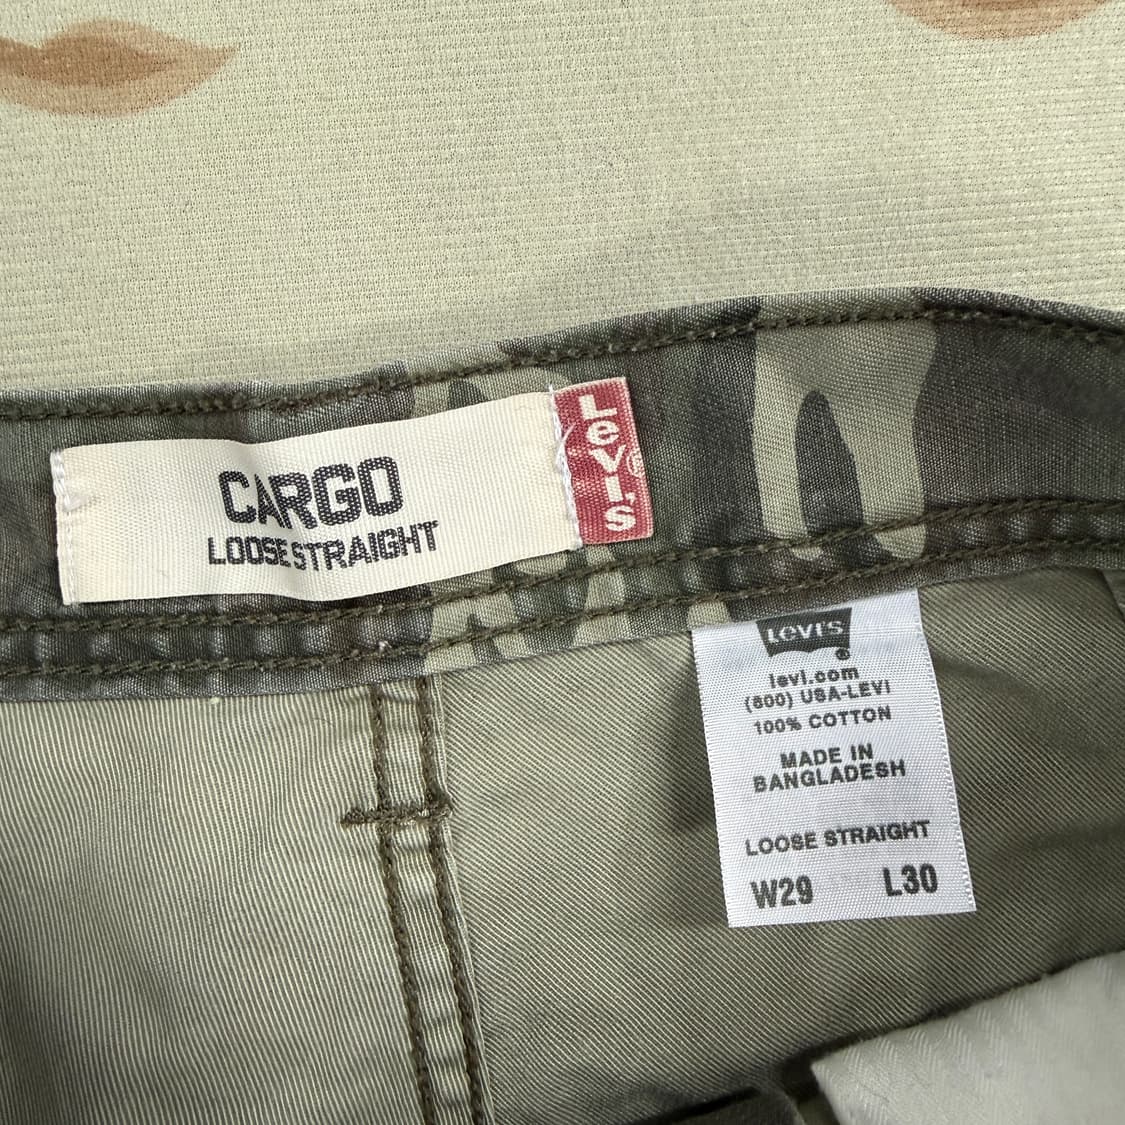 CARGO
LOOSE STRAIGHT
LeVI'S
®
LEVI'S
®
levi.com
(800) USA-LEVI
100% COTTON
MADE IN
BANGLADESH
LOOSE STRAIGHT
W29 L30